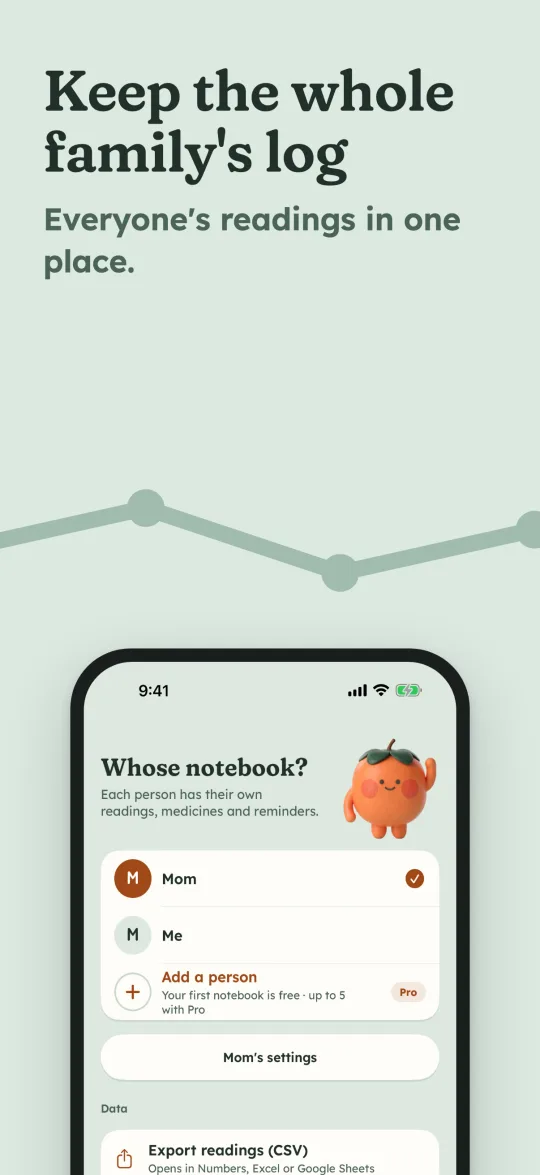 Keep the whole
family's log
Everyone's readings in one
place.
9:41
Whose notebook?
Each person has their own
readings, medicines and reminders.
M
Mom
M
Me
Add a person
Your first notebook is free · up to 5
with Pro
Pro
Mom's settings
Data
Export readings (CSV)
Opens in Numbers, Excel or Google Sheets